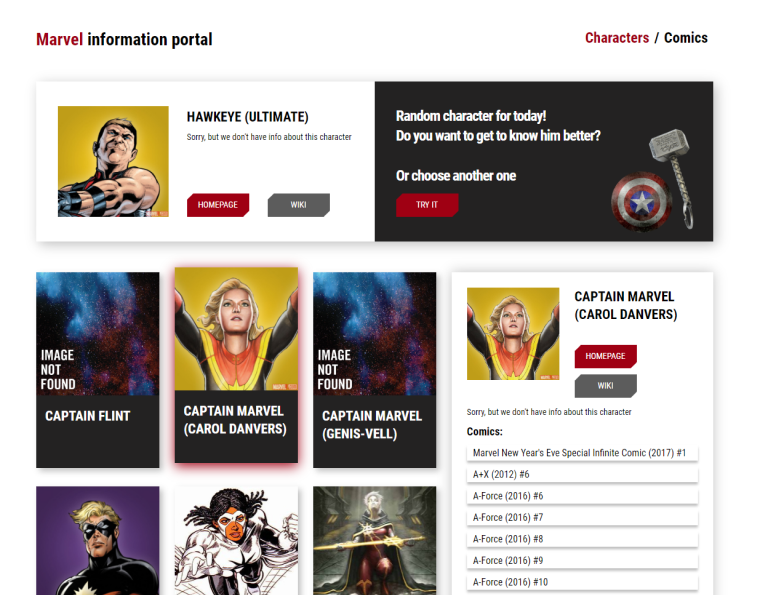 Marvel information portal
Characters / Comics
HAWKEYE (ULTIMATE)
Sorry, but we don't have info about this character
HOMEPAGE
WIKI
Random character for today!
Do you want to get to know him better?
Or choose another one
TRY IT
IMAGE
NOT
FOUND
CAPTAIN FLINT
CAPTAIN MARVEL
(CAROL DANVERS)
IMAGE
NOT
FOUND
CAPTAIN MARVEL
(GENIS-VELL)
CAPTAIN MARVEL
(CAROL DANVERS)
HOMEPAGE
WIKI
Sorry, but we don't have info about this character
Comics:
Marvel New Year's Eve Special Infinite Comic (2017) #1
A+X (2012) #6
A-Force (2016) #6
A-Force (2016) #7
A-Force (2016) #8
A-Force (2016) #9
A-Force (2016) #10